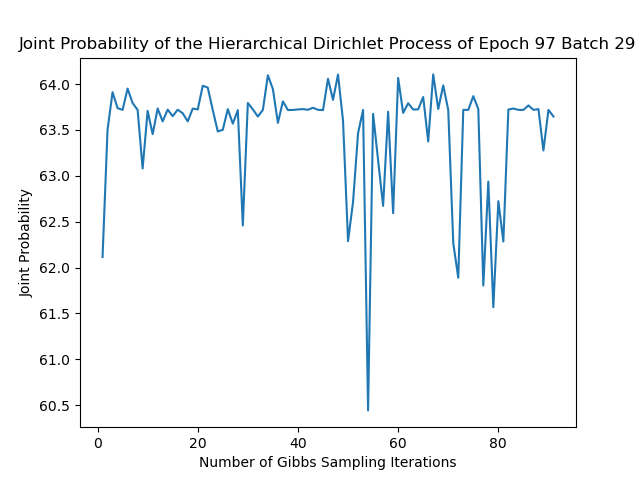 Joint Probability of the Hierarchical Dirichlet Process of Epoch 97 Batch 29
Joint Probability
64.0
63.5
63.0
62.5
62.0
61.5
61.0
60.5
0 20 40 60 80
Number of Gibbs Sampling Iterations